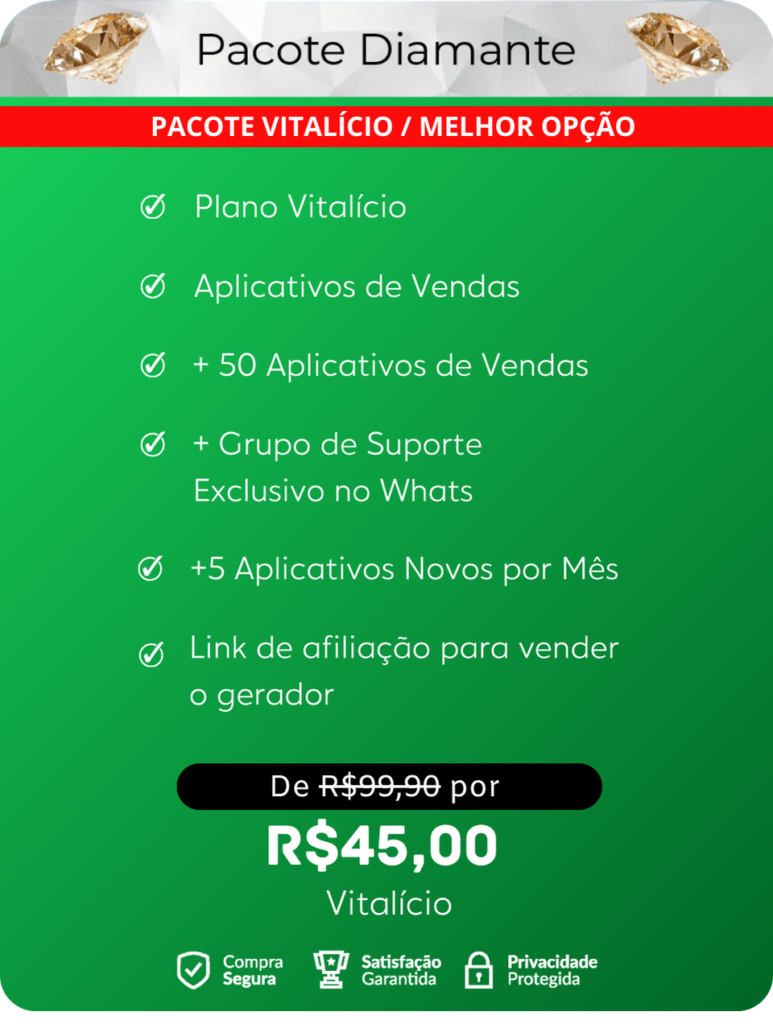 Pacote Diamante
PACOTE VITALÍCIO / MELHOR OPÇÃO
Plano Vitalício
Aplicativos de Vendas
+ 50 Aplicativos de Vendas
+ Grupo de Suporte
Exclusivo no Whats
+5 Aplicativos Novos por Mês
Link de afiliação para vender
o gerador
De R$99,90 por
R$45,00
Vitalício
Compra
Segura
Satisfação
Garantida
Privacidade
Protegida